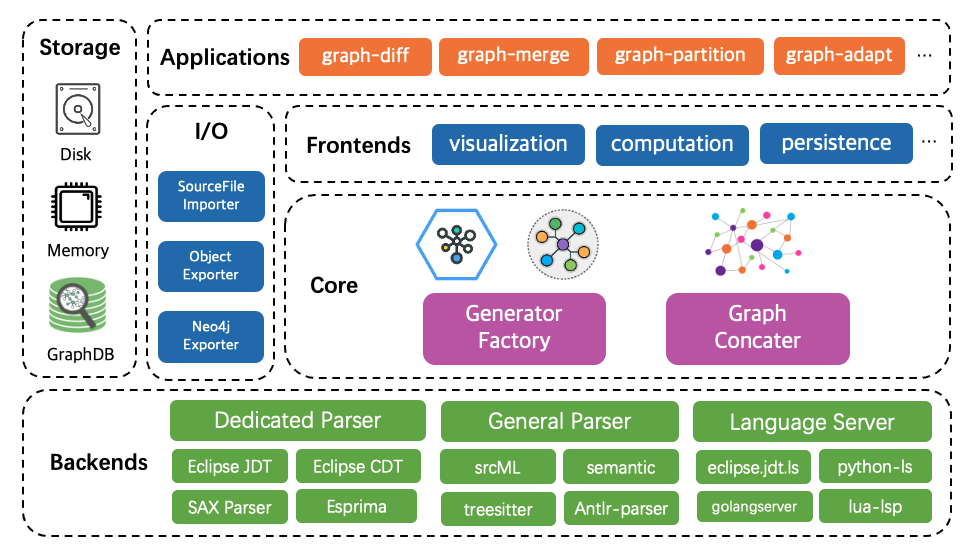 Storage
Disk
Memory
GraphDB
Applications
graph-diff
graph-merge
graph-partition
graph-adapt
...
I/O
SourceFile
Importer
Object
Exporter
Neo4j
Exporter
Frontends
visualization
computation
persistence
...
Core
Generator
Factory
Graph
Concater
Backends
Dedicated Parser
Eclipse JDT
Eclipse CDT
SAX Parser
Esprima
General Parser
srcML
semantic
treesitter
Antlr-parser
Language Server
eclipse.jdt.ls
python-ls
golangserver
lua-lsp